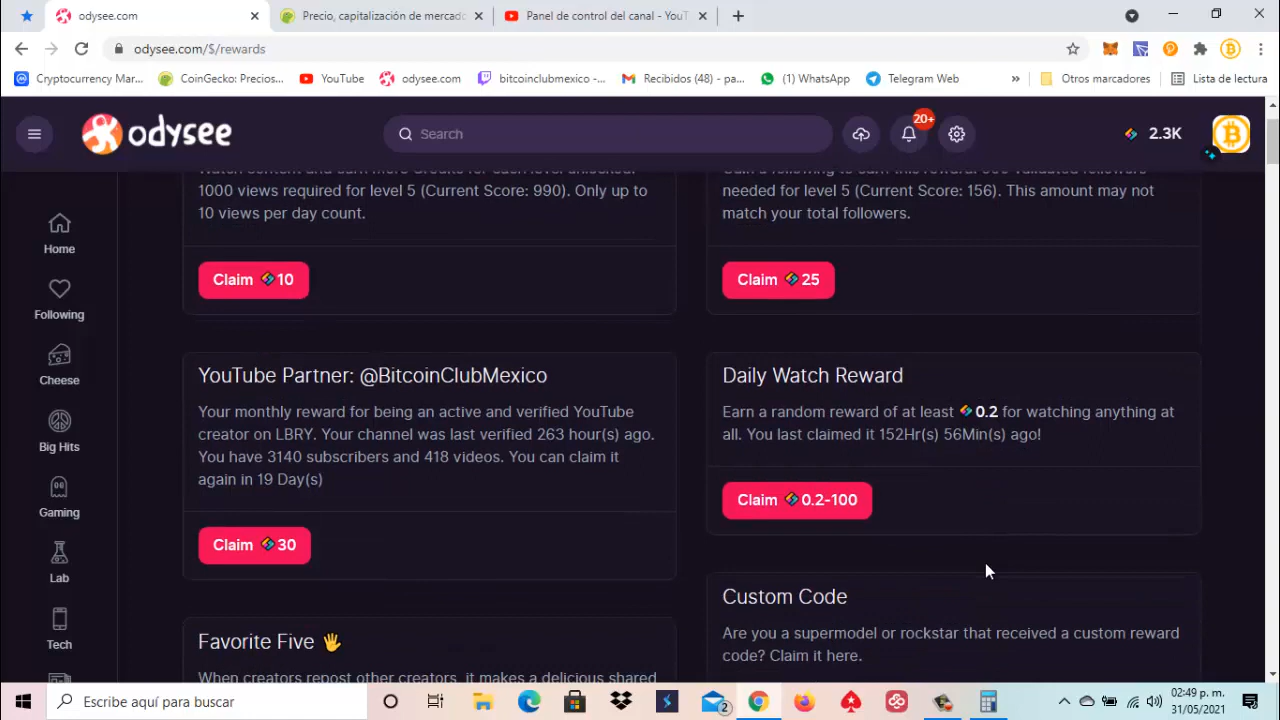 odysee.com
Precio, capitalización de mercado
Panel de control del canal - YouT
odysee.com/$/rewards
Cryptocurrency Mar...
CoinGecko: Precios...
YouTube
odysee.com
bitcoinclubmexico -...
Recibidos (48) - pa...
(1) WhatsApp
Telegram Web
»
Otros marcadores
Lista de lectura
odysee
Search
20+
2.3K
Home
Following
Cheese
Big Hits
Gaming
Lab
Tech
1000 views required for level 5 (Current Score: 990). Only up to
10 views per day count.
Claim 10
needed for level 5 (Current Score: 156). This amount may not
match your total followers.
Claim 25
YouTube Partner: @BitcoinClubMexico
Your monthly reward for being an active and verified YouTube
creator on LBRY. Your channel was last verified 263 hour(s) ago.
You have 3140 subscribers and 418 videos. You can claim it
again in 19 Day(s)
Claim 30
Daily Watch Reward
Earn a random reward of at least 0.2 for watching anything at
all. You last claimed it 152Hr(s) 56Min(s) ago!
Claim 0.2-100
Favorite Five 🖐
When creators repost other creators, it makes a delicious shared
Custom Code
Are you a supermodel or rockstar that received a custom reward
code? Claim it here.
Escribe aquí para buscar
2
02:49 p. m.
31/05/2021